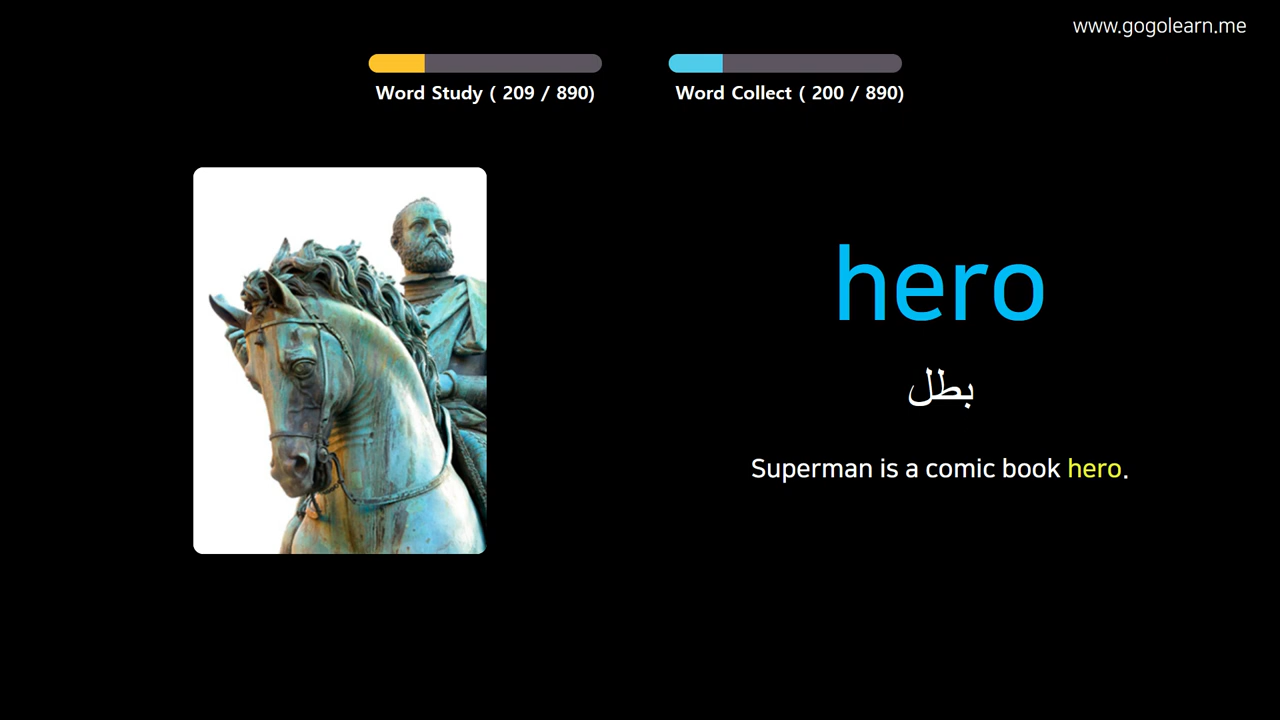 www.gogolearn.me
Word Study ( 209 / 890)
Word Collect ( 200 / 890)
hero
بطل
Superman is a comic book hero.